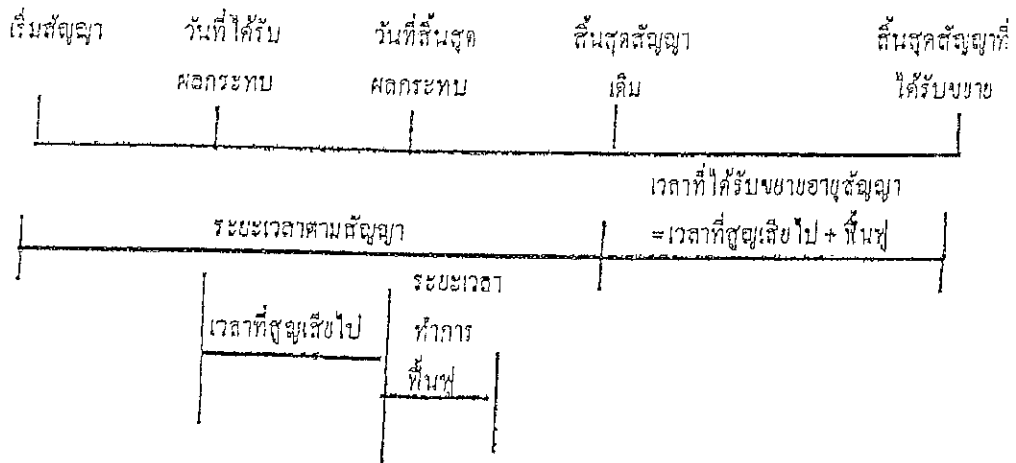 เริ่มสัญญา
วันที่ได้รับ
ผลกระทบ
วันที่สิ้นสุด
ผลกระทบ
สิ้นสุดสัญญา
เดิม
สิ้นสุดสัญญาที่
ได้รับขยาย
ระยะเวลาตามสัญญา
เวลาที่ได้รับขยายอายุสัญญา
=เวลาที่สูญเสียไป + ฟื้นฟู
เวลาที่สูญเสียไป
ระยะเวลา
ทำการ
ฟื้นฟู